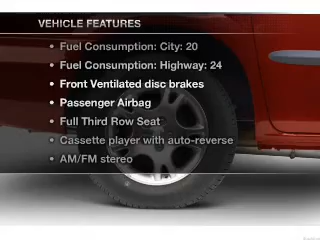 VEHICLE FEATURES
• Fuel Consumption: City: 20
• Fuel Consumption: Highway: 24
• Front Ventilated disc brakes
• Passenger Airbag
• Full Third Row Seat
• Cassette player with auto-reverse
• AM/FM stereo